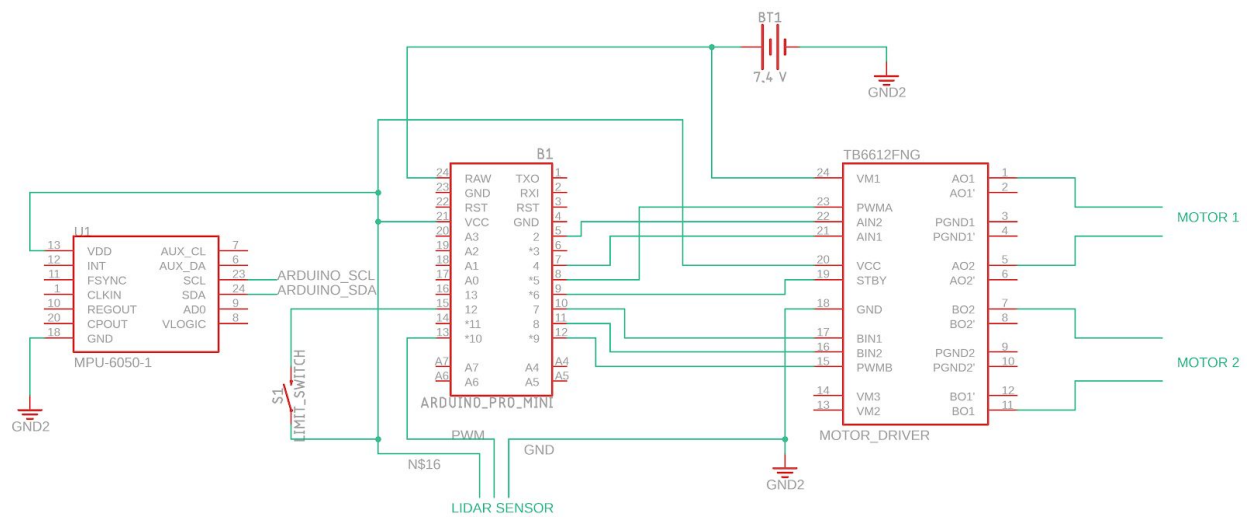 BT1
7.4 V
GND2
B1
24 RAW TXO 1
23 GND RXI 2
22 RST RST 3
21 VCC GND 4
20 A3 2 5
19 A2 *3 6
18 A1 4 7
17 A0 *5 8
16 13 *6 9
15 12 7 10
14 *11 8 11
13 *10 *9 12
A7 A7 A4 A4
A6 A6 A5 A5
ARDUINO_PRO_MINI
TB6612FNG
24 VM1 AO1 1
AO1' 2
23 PWMA
22 AIN2 PGND1 3
21 AIN1 PGND1' 4
20 VCC AO2 5
19 STBY AO2' 6
18 GND BO2 7
BO2' 8
17 BIN1
16 BIN2 PGND2 9
15 PWMB PGND2' 10
14 VM3 BO1' 12
13 VM2 BO1 11
MOTOR_DRIVER
MOTOR 1
MOTOR 2
U1
13 VDD AUX_CL 7
12 INT AUX_DA 6
11 FSYNC SCL 23
1 CLKIN SDA 24
10 REGOUT AD0 9
20 CPOUT VLOGIC 8
18 GND
MPU-6050-1
ARDUINO_SCL
ARDUINO_SDA
GND2
S1
LIMIT_SWITCH
PWM
GND
N$16
LIDAR SENSOR
GND2